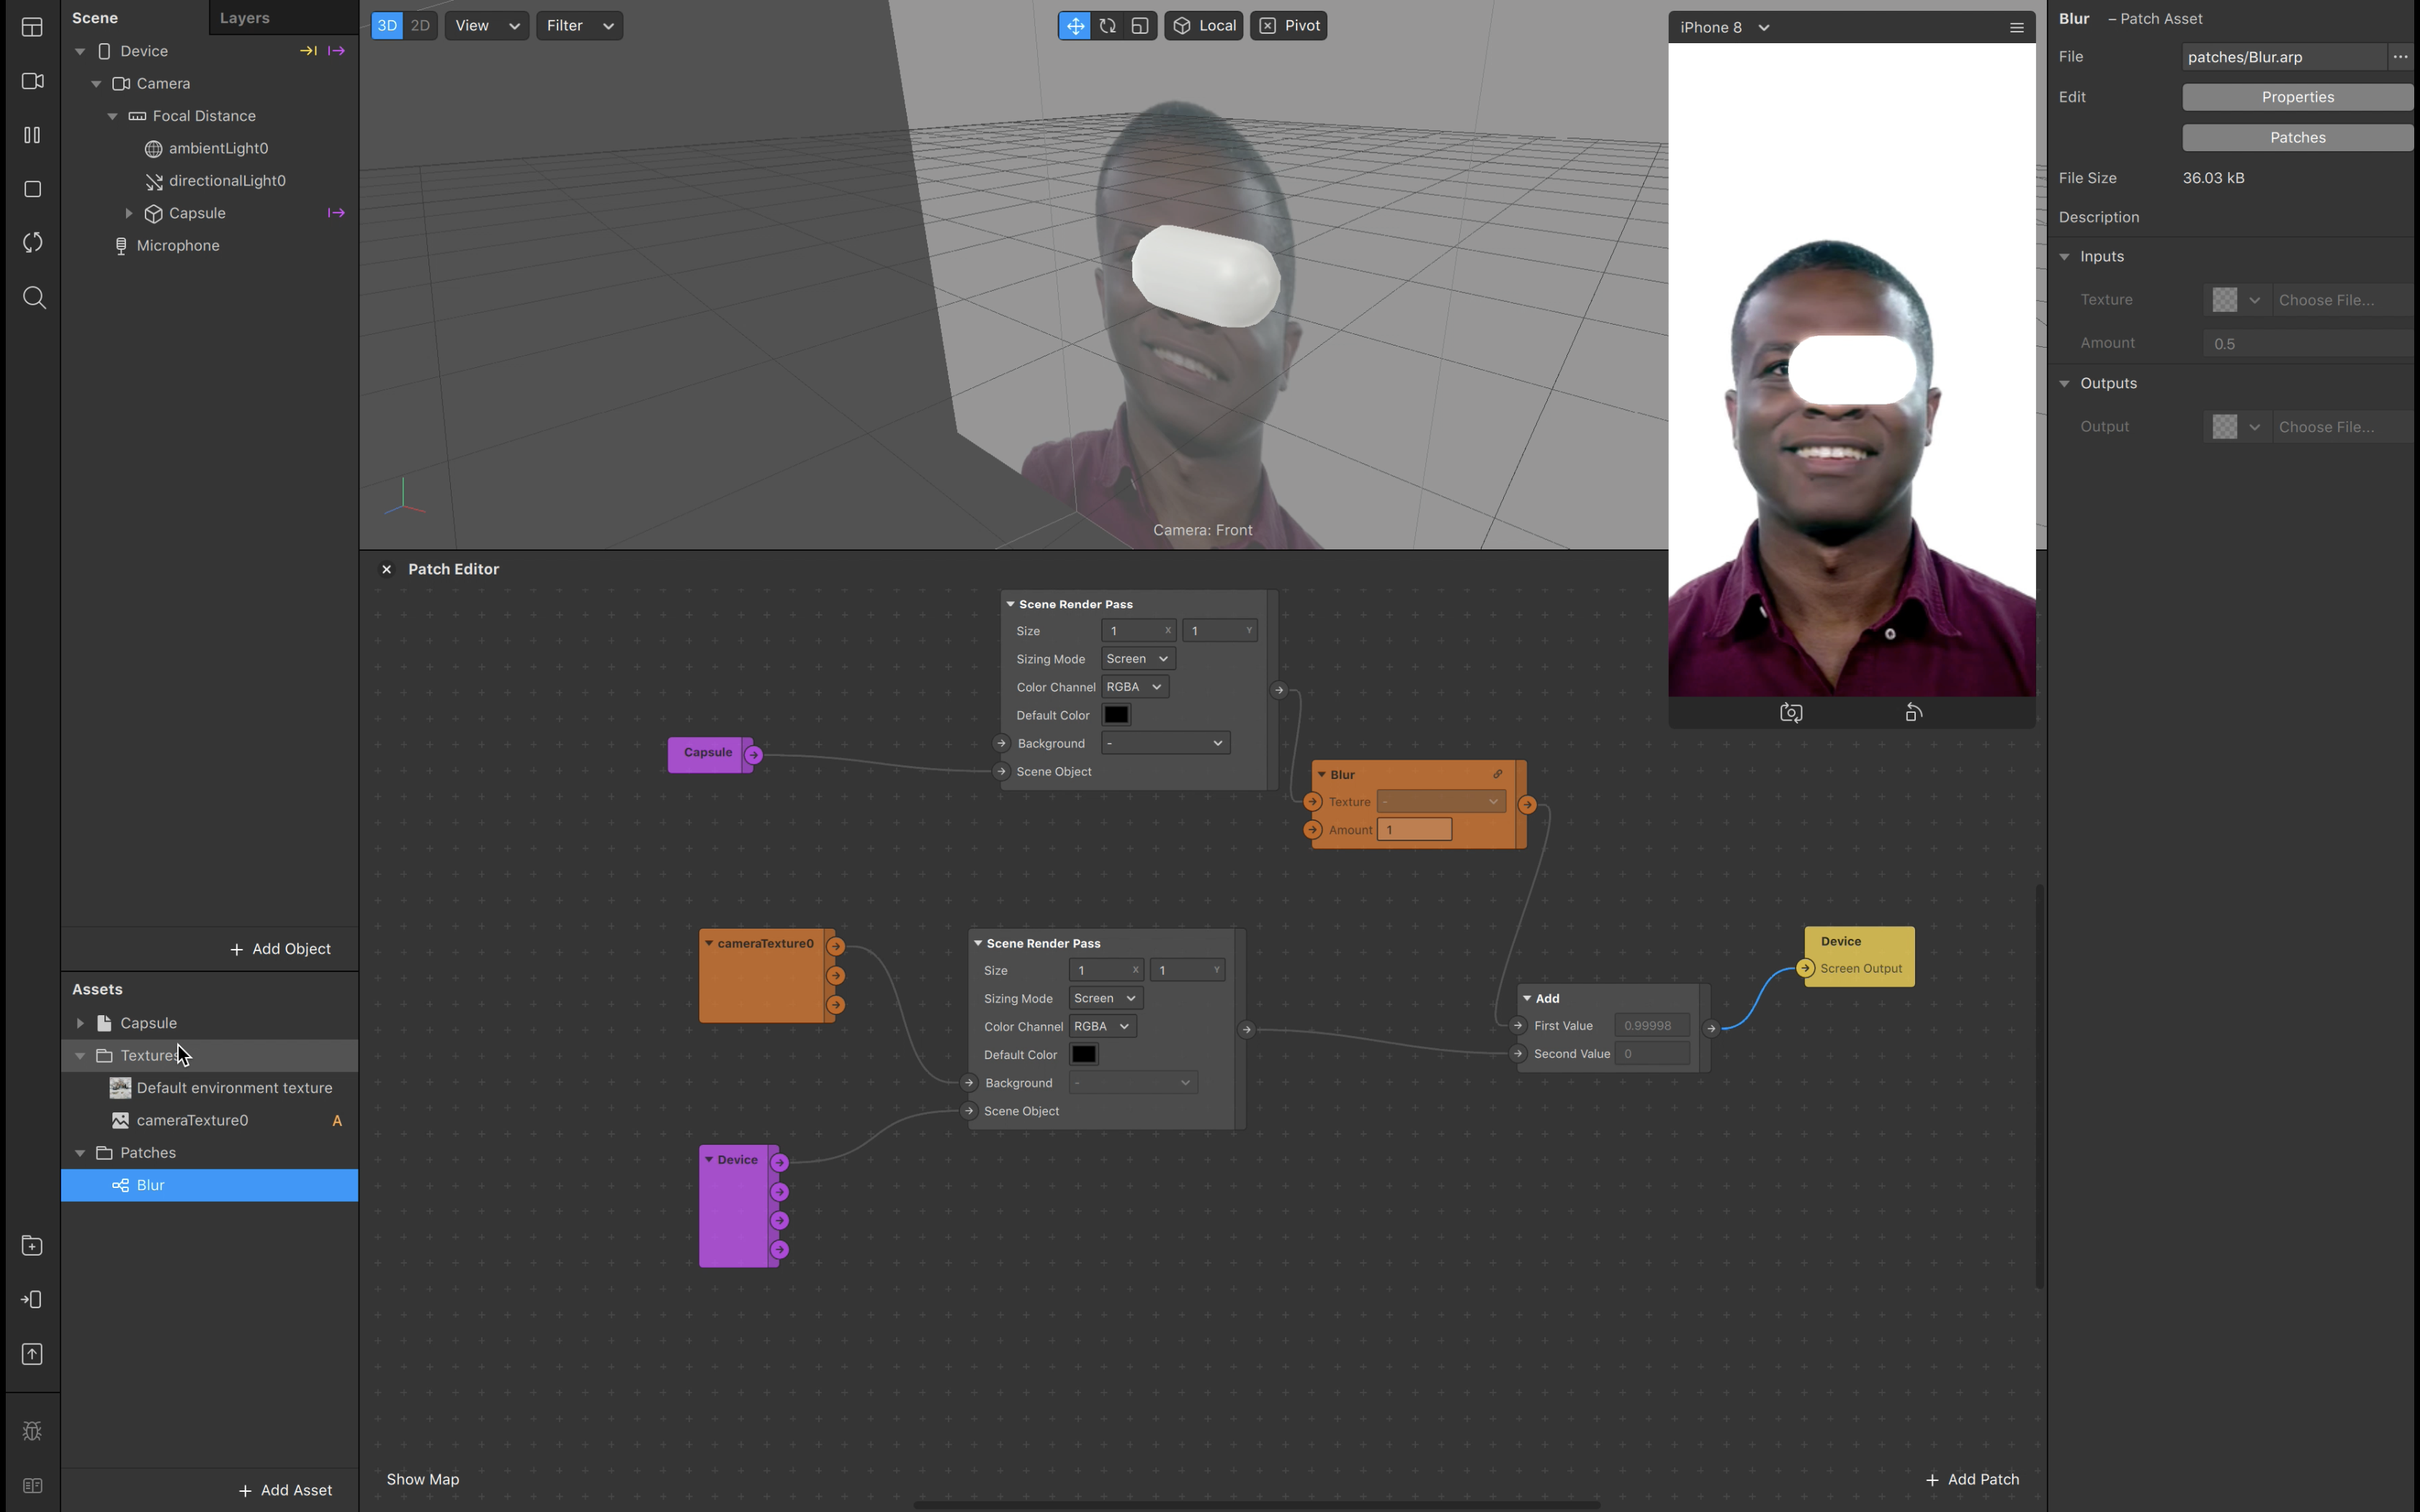 Scene
Layers
Device
Camera
Focal Distance
ambientLight0
directionalLight0
Capsule
Microphone
+ Add Object
Assets
Capsule
Textures
Default environment texture
cameraTexture0 A
Patches
Blur
+ Add Asset
3D 2D View Filter
Local Pivot
Camera: Front
iPhone 8
Patch Editor
Scene Render Pass
Size 1 X 1 Y
Sizing Mode Screen
Color Channel RGBA
Default Color
Background -
Scene Object
Capsule
Blur
Texture -
Amount 1
cameraTexture0
Scene Render Pass
Size 1 X 1 Y
Sizing Mode Screen
Color Channel RGBA
Default Color
Background -
Scene Object
Device
Add
First Value 0.99998
Second Value 0
Device
Screen Output
Show Map
+ Add Patch
Blur – Patch Asset
File patches/Blur.arp ...
Edit Properties
Patches
File Size 36.03 kB
Description
Inputs
Texture Choose File...
Amount 0.5
Outputs
Output Choose File...